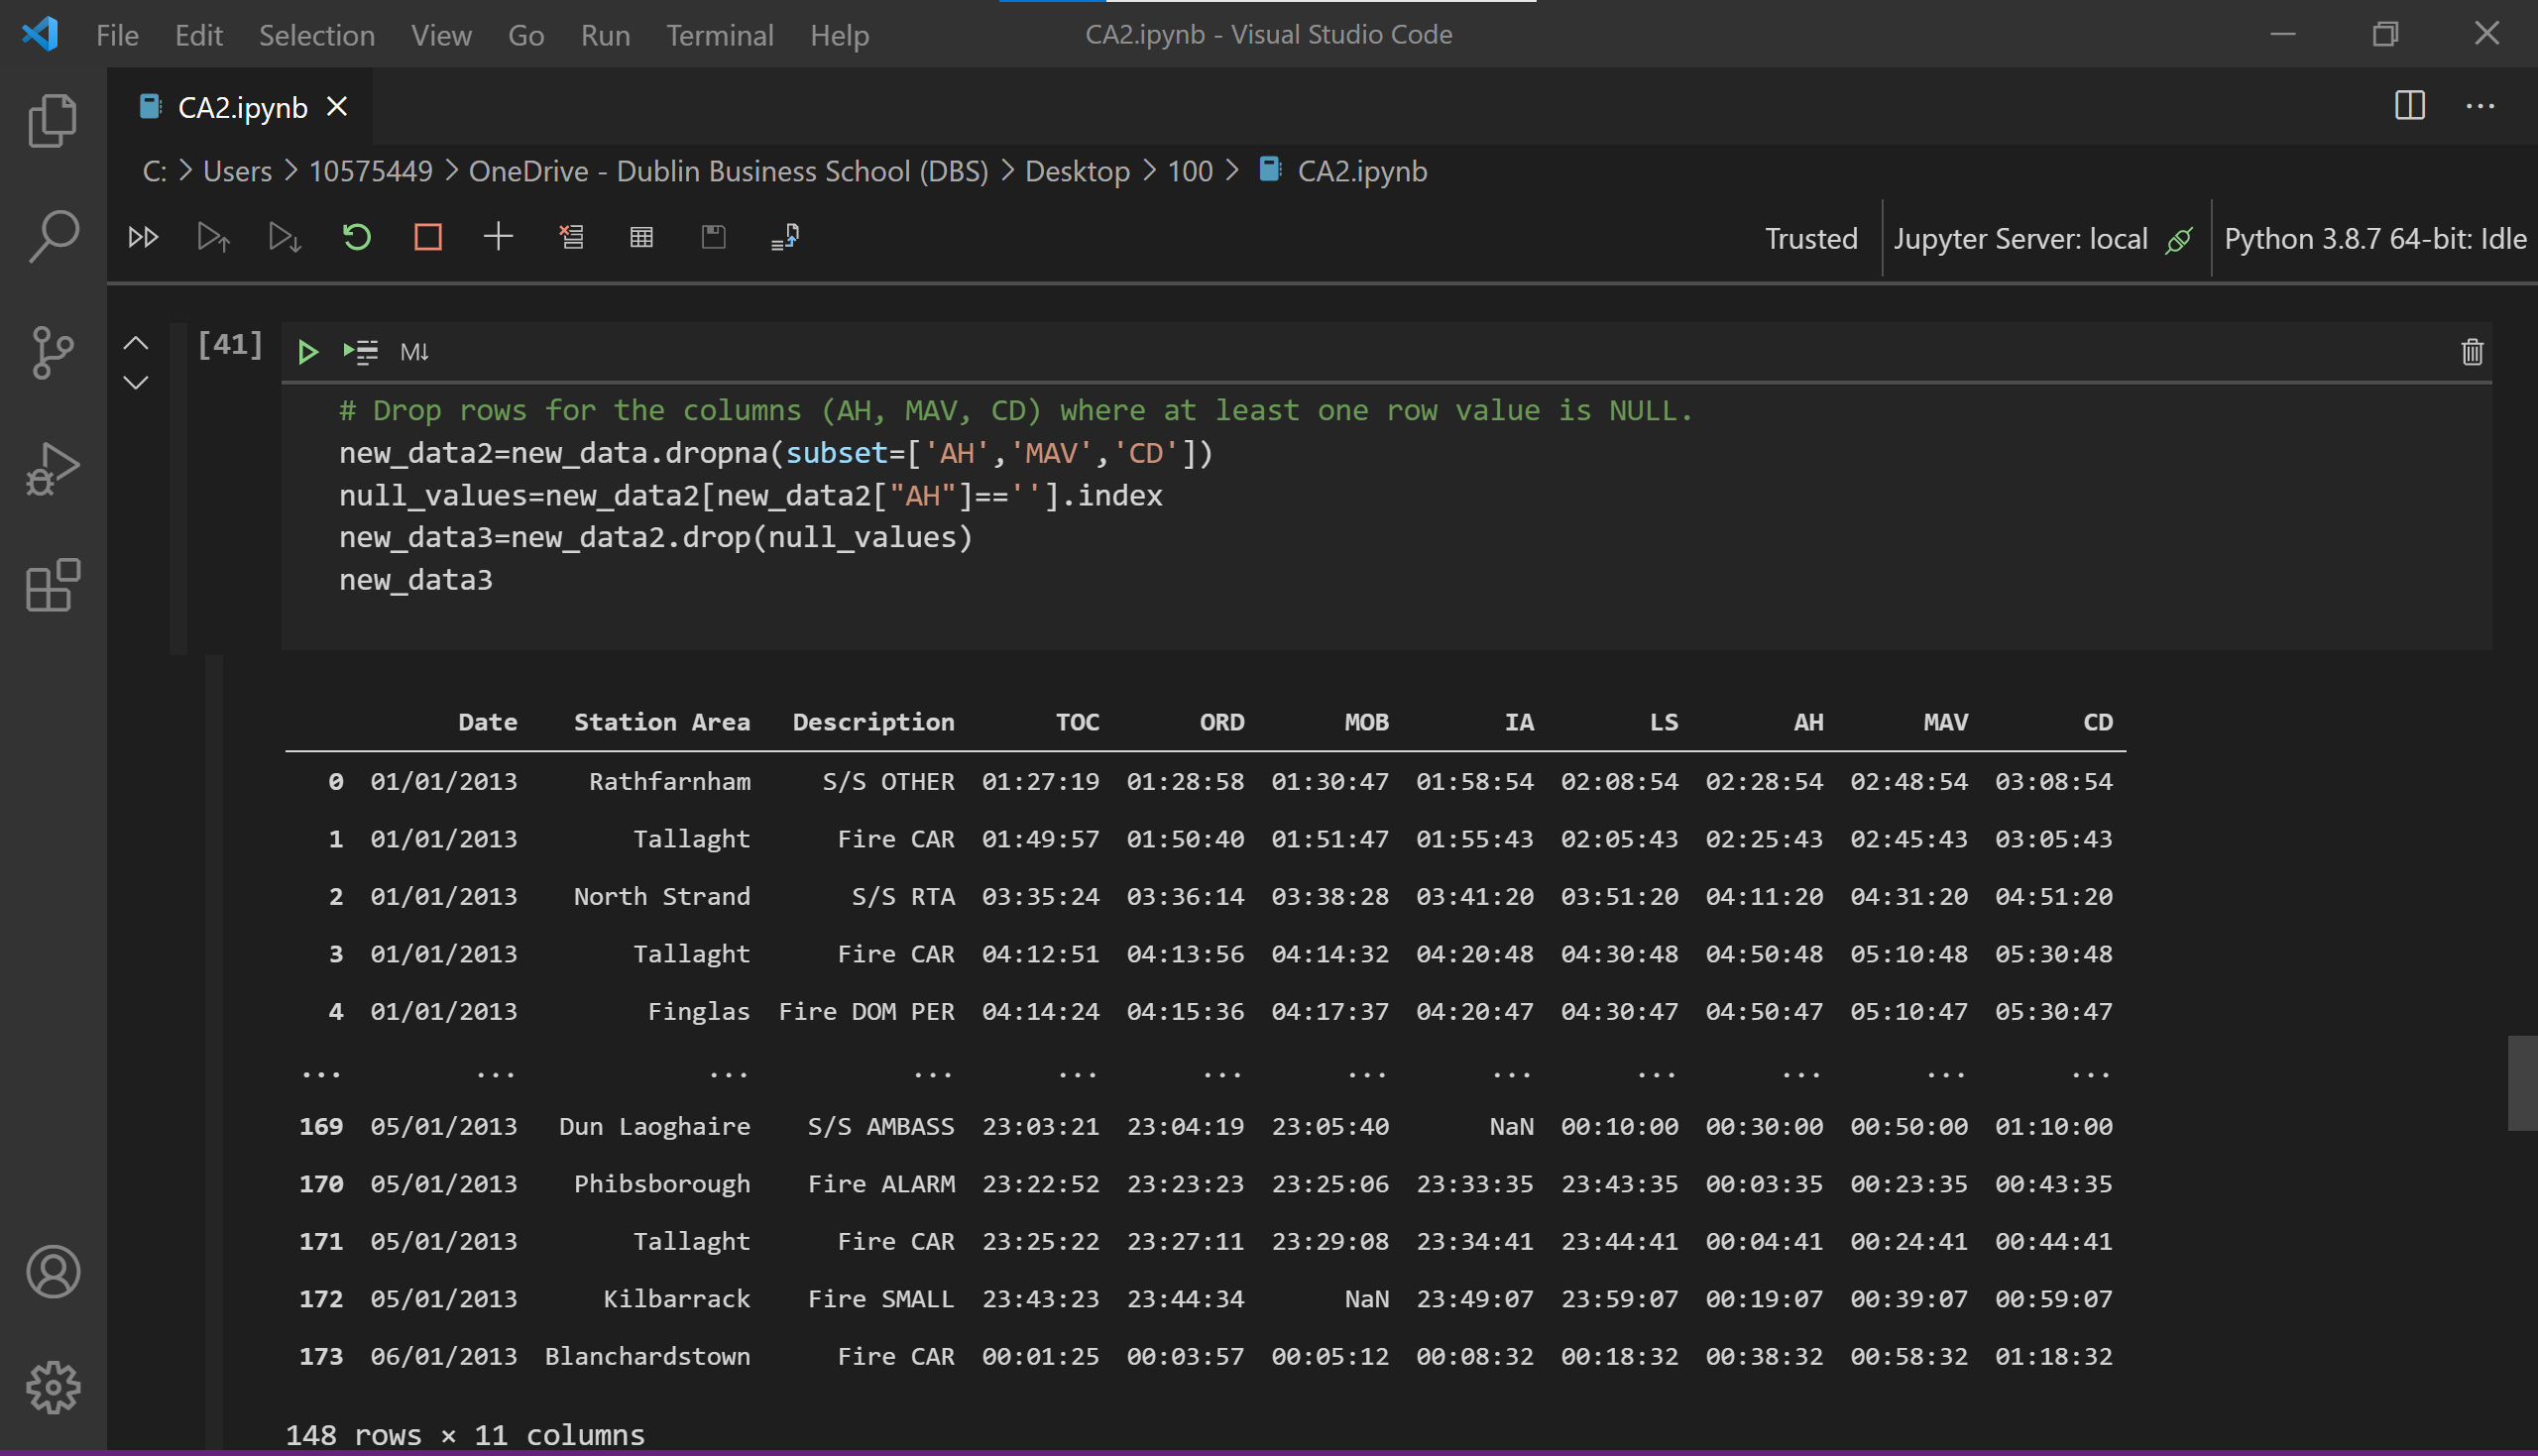 File Edit Selection View Go Run Terminal Help CA2.ipynb - Visual Studio Code
CA2.ipynb
C: > Users > 10575449 > OneDrive - Dublin Business School (DBS) > Desktop > 100 > CA2.ipynb
Trusted Jupyter Server: local Python 3.8.7 64-bit: Idle
[41] M↓
# Drop rows for the columns (AH, MAV, CD) where at least one row value is NULL.
new_data2=new_data.dropna(subset=['AH','MAV','CD'])
null_values=new_data2[new_data2["AH"]==''].index
new_data3=new_data2.drop(null_values)
new_data3
Date Station Area Description TOC ORD MOB IA LS AH MAV CD
0 01/01/2013 Rathfarnham S/S OTHER 01:27:19 01:28:58 01:30:47 01:58:54 02:08:54 02:28:54 02:48:54 03:08:54
1 01/01/2013 Tallaght Fire CAR 01:49:57 01:50:40 01:51:47 01:55:43 02:05:43 02:25:43 02:45:43 03:05:43
2 01/01/2013 North Strand S/S RTA 03:35:24 03:36:14 03:38:28 03:41:20 03:51:20 04:11:20 04:31:20 04:51:20
3 01/01/2013 Tallaght Fire CAR 04:12:51 04:13:56 04:14:32 04:20:48 04:30:48 04:50:48 05:10:48 05:30:48
4 01/01/2013 Finglas Fire DOM PER 04:14:24 04:15:36 04:17:37 04:20:47 04:30:47 04:50:47 05:10:47 05:30:47
... ... ... ... ... ... ... ... ... ... ... ...
169 05/01/2013 Dun Laoghaire S/S AMBASS 23:03:21 23:04:19 23:05:40 NaN 00:10:00 00:30:00 00:50:00 01:10:00
170 05/01/2013 Phibsborough Fire ALARM 23:22:52 23:23:23 23:25:06 23:33:35 23:43:35 00:03:35 00:23:35 00:43:35
171 05/01/2013 Tallaght Fire CAR 23:25:22 23:27:11 23:29:08 23:34:41 23:44:41 00:04:41 00:24:41 00:44:41
172 05/01/2013 Kilbarrack Fire SMALL 23:43:23 23:44:34 NaN 23:49:07 23:59:07 00:19:07 00:39:07 00:59:07
173 06/01/2013 Blanchardstown Fire CAR 00:01:25 00:03:57 00:05:12 00:08:32 00:18:32 00:38:32 00:58:32 01:18:32
148 rows × 11 columns